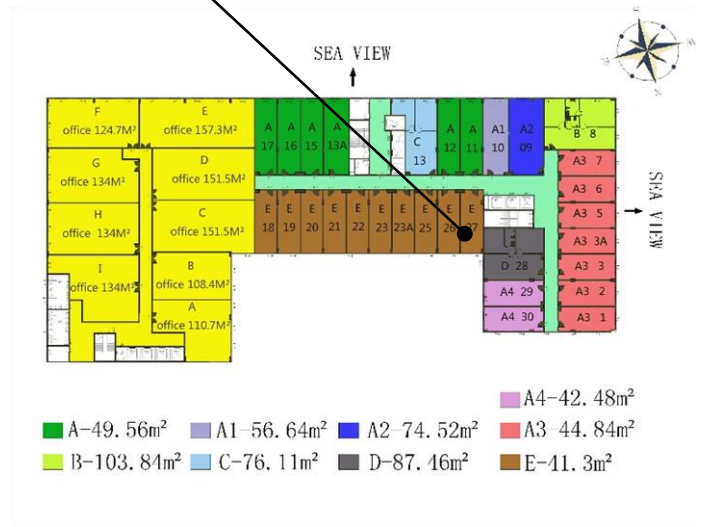 SEA VIEW
F
office 124.7M²
E
office 157.3M²
A
17
A
16
A
15
A
13A
C
13
A
12
A
11
A1
10
A2
09
B 8
G
office 134M²
D
office 151.5M²
A3 7
A3 6
A3 5
A3 3A
A3 3
A3 2
A3 1
SEA VIEW
H
office 134M²
C
office 151.5M²
E
18
E
19
E
20
E
21
E
22
E
23
E
23A
E
25
E
26
E
27
I
office 134M²
B
office 108.4M²
A
office 110.7M²
D 28
A4 29
A4 30
A4-42.48m²
A-49.56m² A1-56.64m² A2-74.52m² A3-44.84m²
B-103.84m² C-76.11m² D-87.46m² E-41.3m²